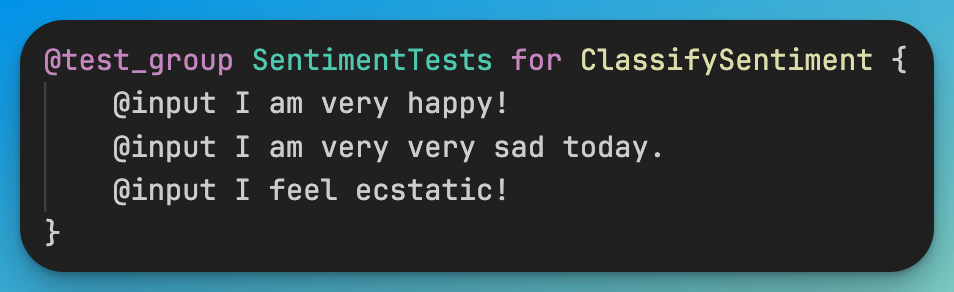 @test_group SentimentTests for ClassifySentiment {
@input I am very happy!
@input I am very very sad today.
@input I feel ecstatic!
}